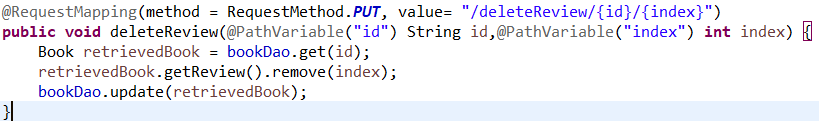 @RequestMapping(method = RequestMethod.PUT, value= "/deleteReview/{id}/{index}")
public void deleteReview(@PathVariable("id") String id,@PathVariable("index") int index) {
    Book retrievedBook = bookDao.get(id);
    retrievedBook.getReview().remove(index);
    bookDao.update(retrievedBook);
}